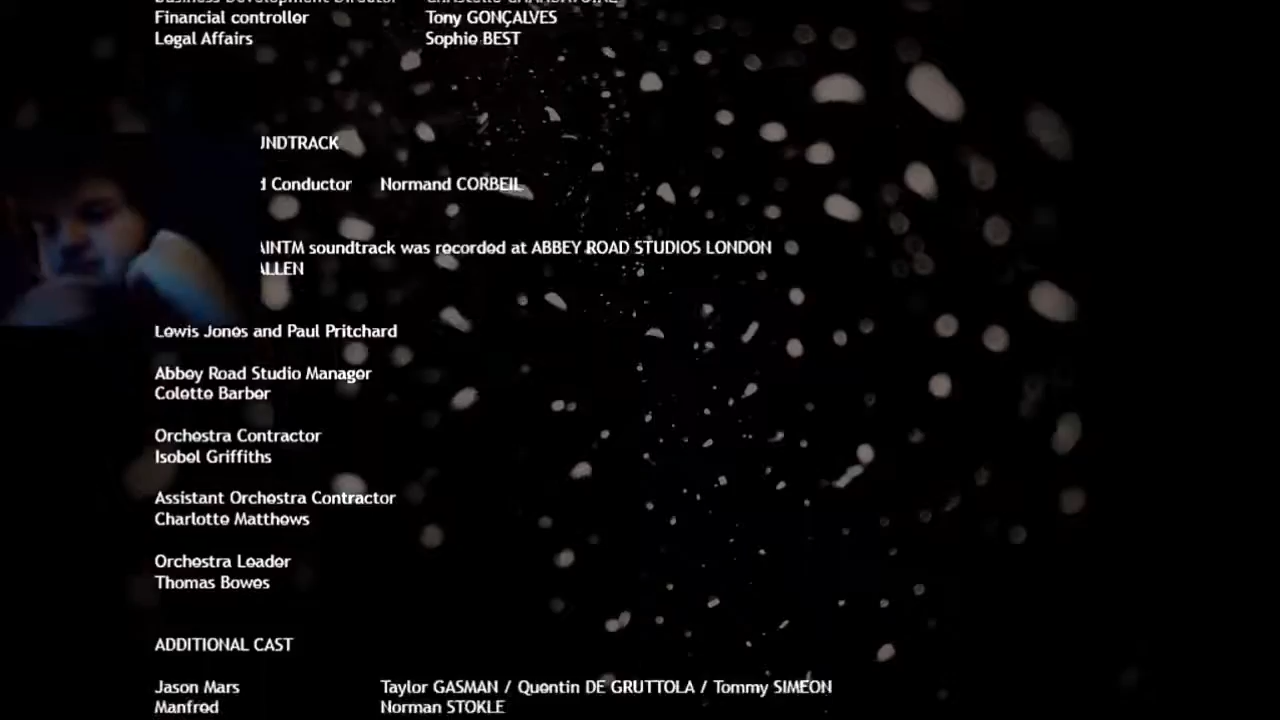 Financial controller Tony GONÇALVES
Legal Affairs Sophie BEST
UNDTRACK
d Conductor Normand CORBEIL
AINTM soundtrack was recorded at ABBEY ROAD STUDIOS LONDON
ALLEN
Lewis Jones and Paul Pritchard
Abbey Road Studio Manager
Colette Barber
Orchestra Contractor
Isobel Griffiths
Assistant Orchestra Contractor
Charlotte Matthews
Orchestra Leader
Thomas Bowes
ADDITIONAL CAST
Jason Mars Taylor GASMAN / Quentin DE GRUTTOLA / Tommy SIMEON
Manfred Norman STOKLE